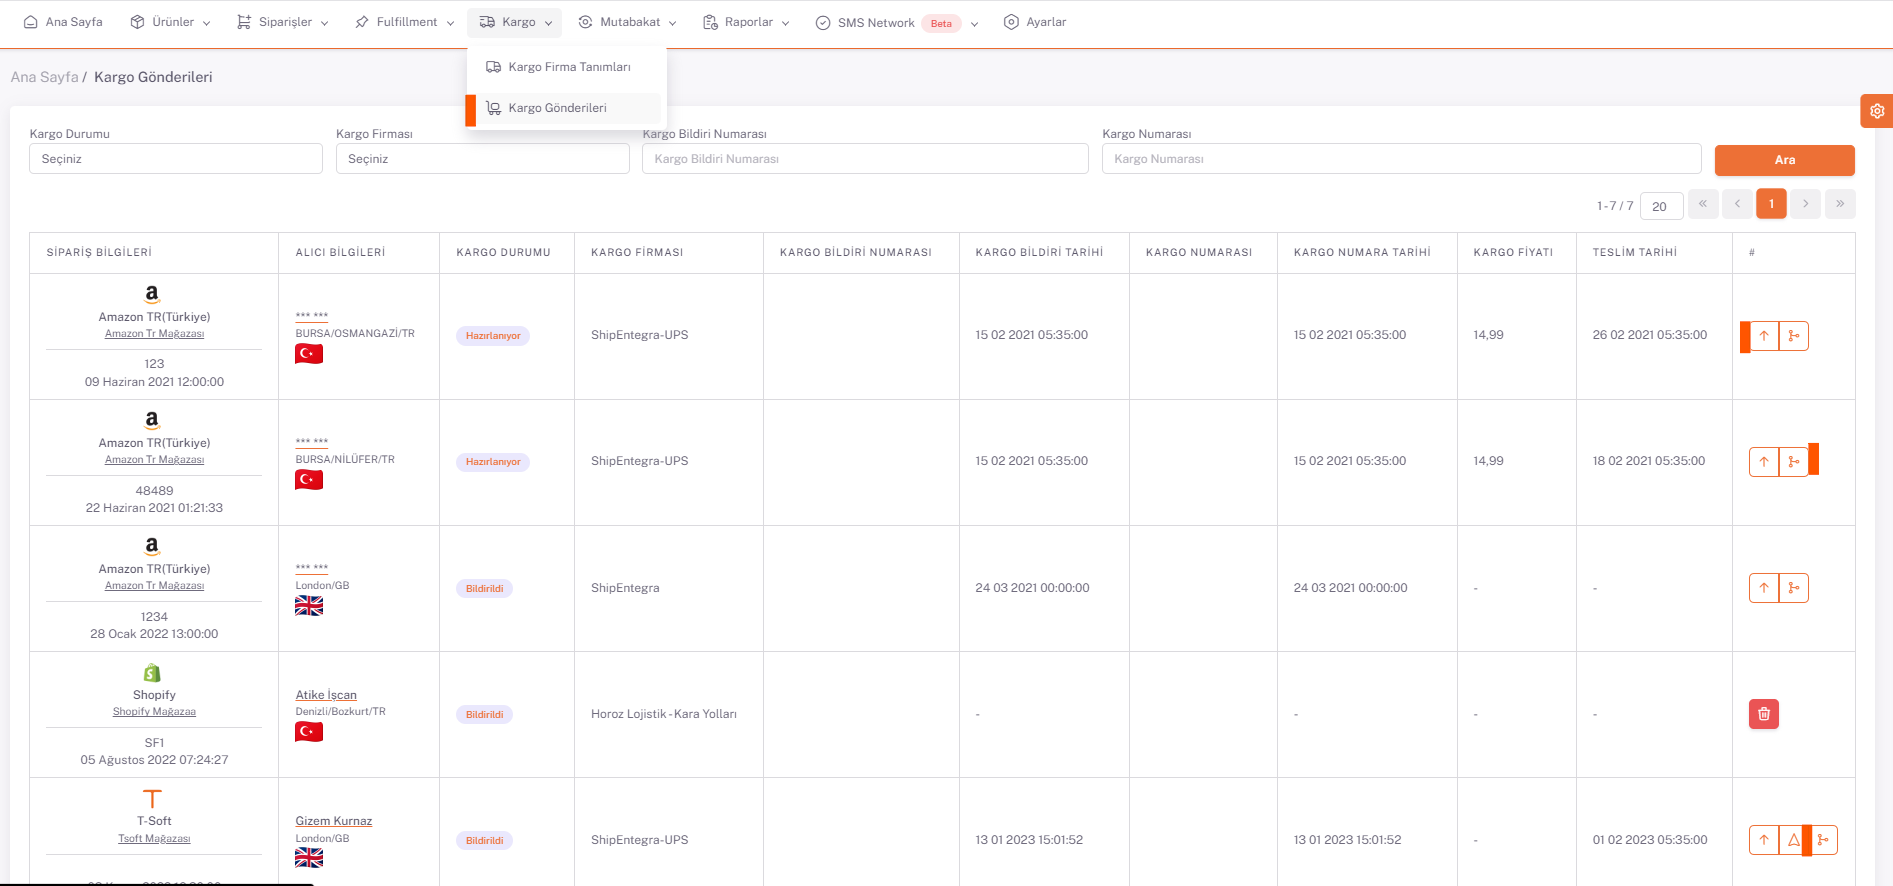 Ana Sayfa Ürünler Siparişler Fulfillment Kargo Mutabakat Raporlar SMS Network Beta Ayarlar
Kargo Firma Tanımları
Kargo Gönderileri
Ana Sayfa / Kargo Gönderileri
Kargo Durumu Kargo Firması Kargo Bildiri Numarası Kargo Numarası
Seçiniz Seçiniz Kargo Bildiri Numarası Kargo Numarası Ara
1 - 7 / 7 20 « ‹ 1 › »
SİPARİŞ BİLGİLERİ ALICI BİLGİLERİ KARGO DURUMU KARGO FİRMASI KARGO BİLDİRİ NUMARASI KARGO BİLDİRİ TARİHİ KARGO NUMARASI KARGO NUMARA TARİHİ KARGO FİYATI TESLİM TARİHİ #
a
Amazon TR(Türkiye)
Amazon Tr Mağazası
123
09 Haziran 2021 12:00:00
*** ***
BURSA/OSMANGAZİ/TR
Hazırlanıyor
ShipEntegra-UPS
15 02 2021 05:35:00
15 02 2021 05:35:00
14,99
26 02 2021 05:35:00
a
Amazon TR(Türkiye)
Amazon Tr Mağazası
48489
22 Haziran 2021 01:21:33
*** ***
BURSA/NİLÜFER/TR
Hazırlanıyor
ShipEntegra-UPS
15 02 2021 05:35:00
15 02 2021 05:35:00
14,99
18 02 2021 05:35:00
a
Amazon TR(Türkiye)
Amazon Tr Mağazası
1234
28 Ocak 2022 13:00:00
*** ***
London/GB
Bildirildi
ShipEntegra
24 03 2021 00:00:00
24 03 2021 00:00:00
-
-
Shopify
Shopify Mağazaa
SF1
05 Ağustos 2022 07:24:27
Atike İşcan
Denizli/Bozkurt/TR
Bildirildi
Horoz Lojistik - Kara Yolları
-
-
-
-
T
T-Soft
Tsoft Mağazası
Gizem Kurnaz
London/GB
Bildirildi
ShipEntegra-UPS
13 01 2023 15:01:52
13 01 2023 15:01:52
-
01 02 2023 05:35:00